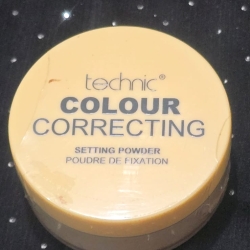 technic®
COLOUR
CORRECTING
SETTING POWDER
POUDRE DE FIXATION